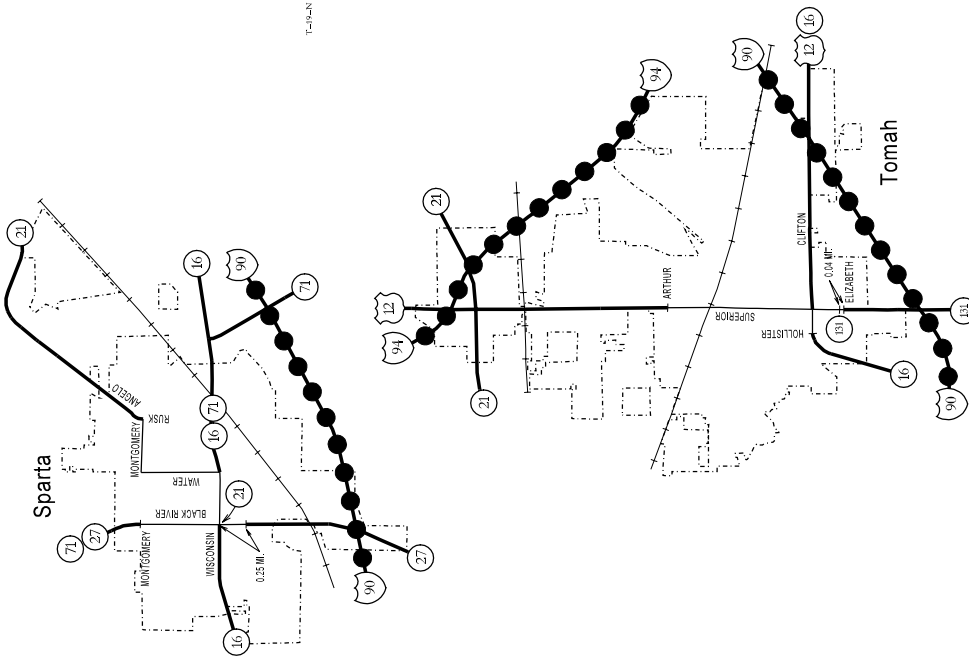 T-19-N
Sparta
21
16
90
71
ANGELO
RUSK
MONTGOMERY
71
16
WATER
21
BLACK RIVER
71
27
MONTGOMERY
WISCONSIN
0.25 MI.
16
90
27
Tomah
94
21
12
94
21
ARTHUR
SUPERIOR
90
12
16
CLIFTON
0.04 MI.
ELIZABETH
131
HOLLISTER
16
131
90